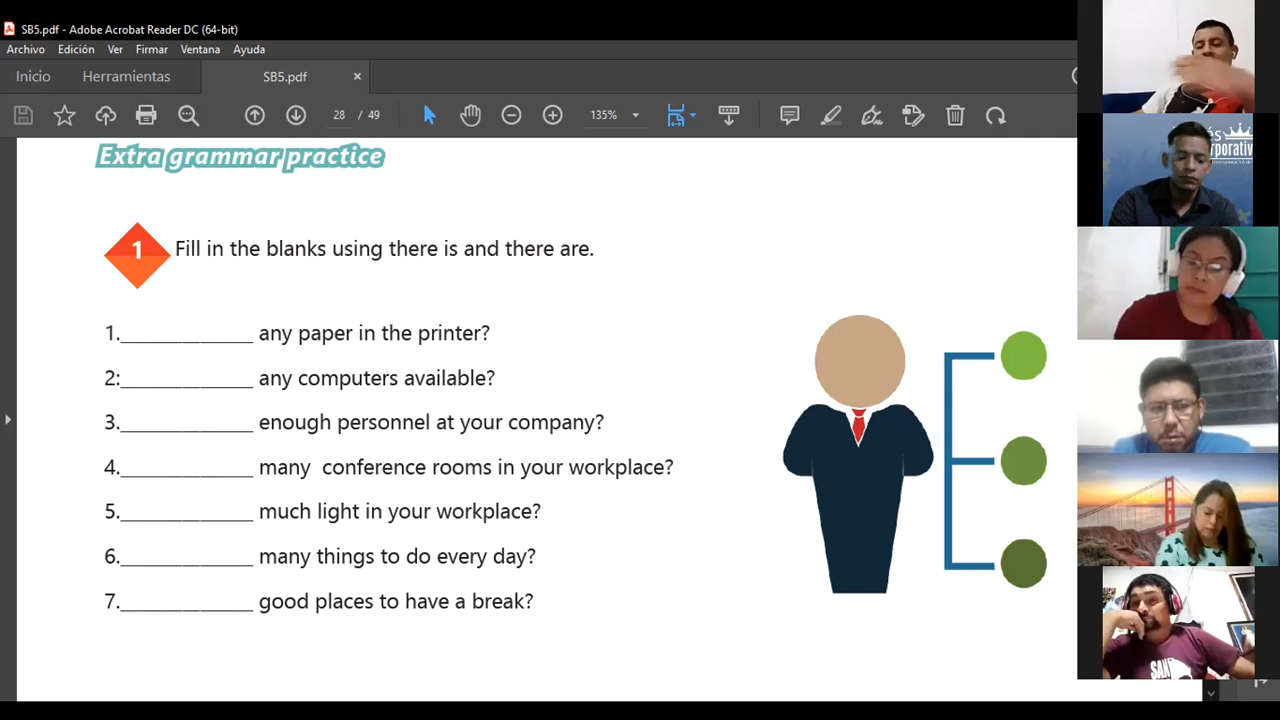 SB5.pdf - Adobe Acrobat Reader DC (64-bit)
Archivo Edición Ver Firmar Ventana Ayuda
Inicio Herramientas SB5.pdf ×
28 / 49 135%
Extra grammar practice
1 Fill in the blanks using there is and there are.
1.______________ any paper in the printer?
2:______________ any computers available?
3.______________ enough personnel at your company?
4.______________ many conference rooms in your workplace?
5.______________ much light in your workplace?
6.______________ many things to do every day?
7.______________ good places to have a break?